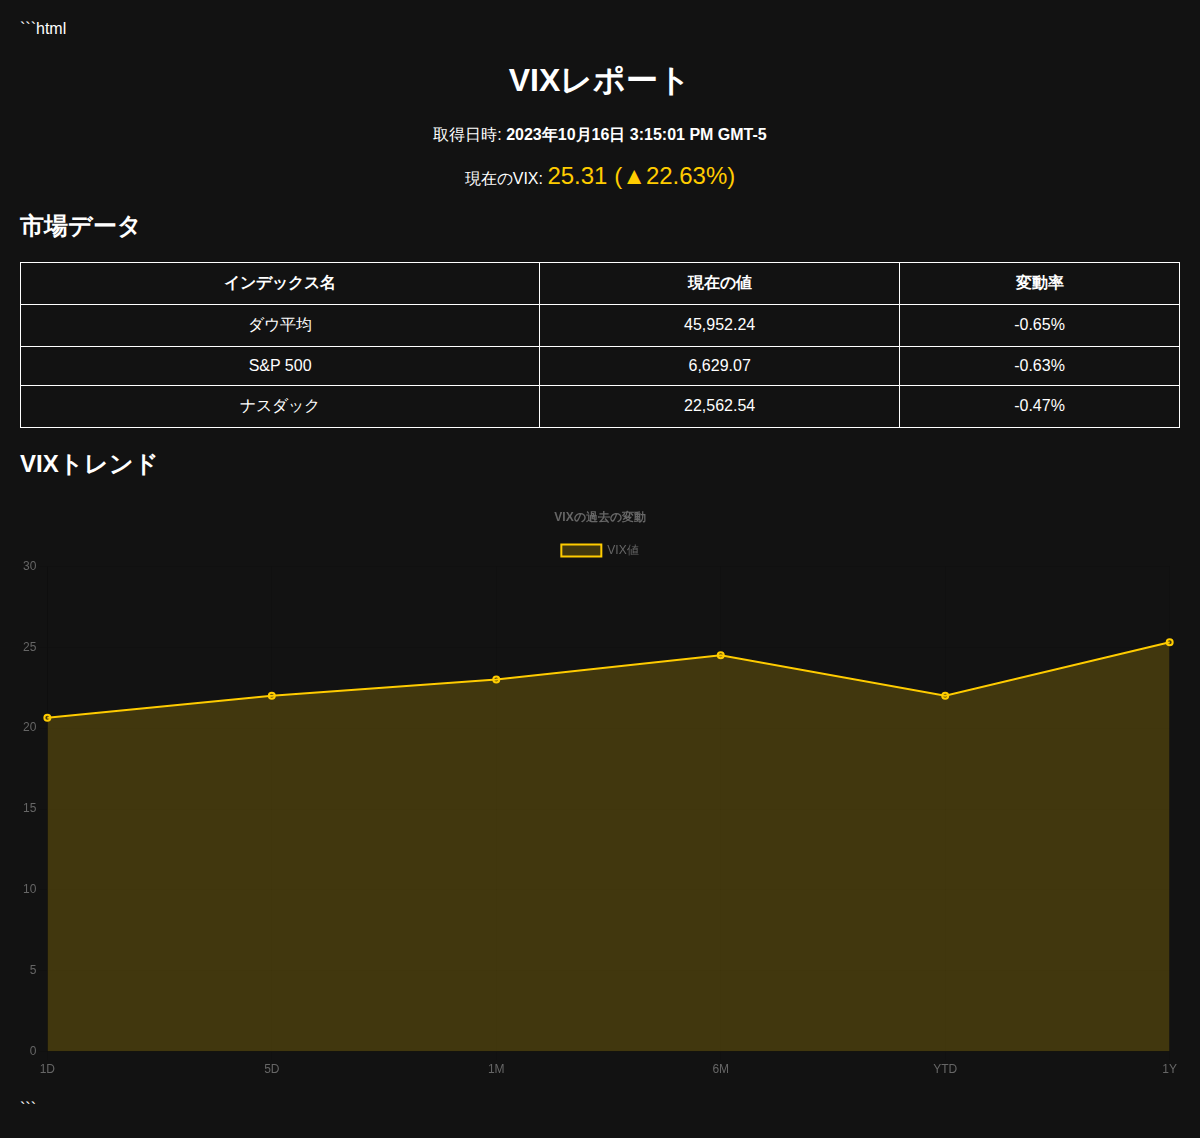 ```html
VIXレポート
取得日時: 2023年10月16日 3:15:01 PM GMT-5
現在のVIX: 25.31 (▲22.63%)
市場データ
インデックス名 現在の値 変動率
ダウ平均 45,952.24 -0.65%
S&P 500 6,629.07 -0.63%
ナスダック 22,562.54 -0.47%
VIXトレンド
VIXの過去の変動
VIX値
30
25
20
15
10
5
0
1D 5D 1M 6M YTD 1Y
```